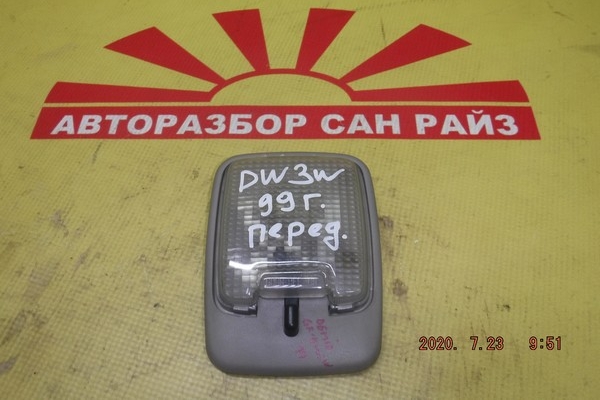 АВТОРАЗБОР САН РАЙЗ
DW3W
99г.
перед.
2020. 7.23 9:51